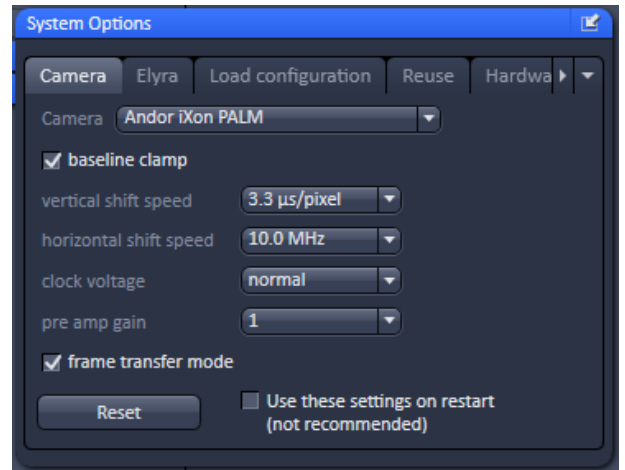 System Options
Camera Elyra Load configuration Reuse Hardwa
Camera Andor iXon PALM
baseline clamp
vertical shift speed 3.3 µs/pixel
horizontal shift speed 10.0 MHz
clock voltage normal
pre amp gain 1
frame transfer mode
Reset Use these settings on restart
(not recommended)